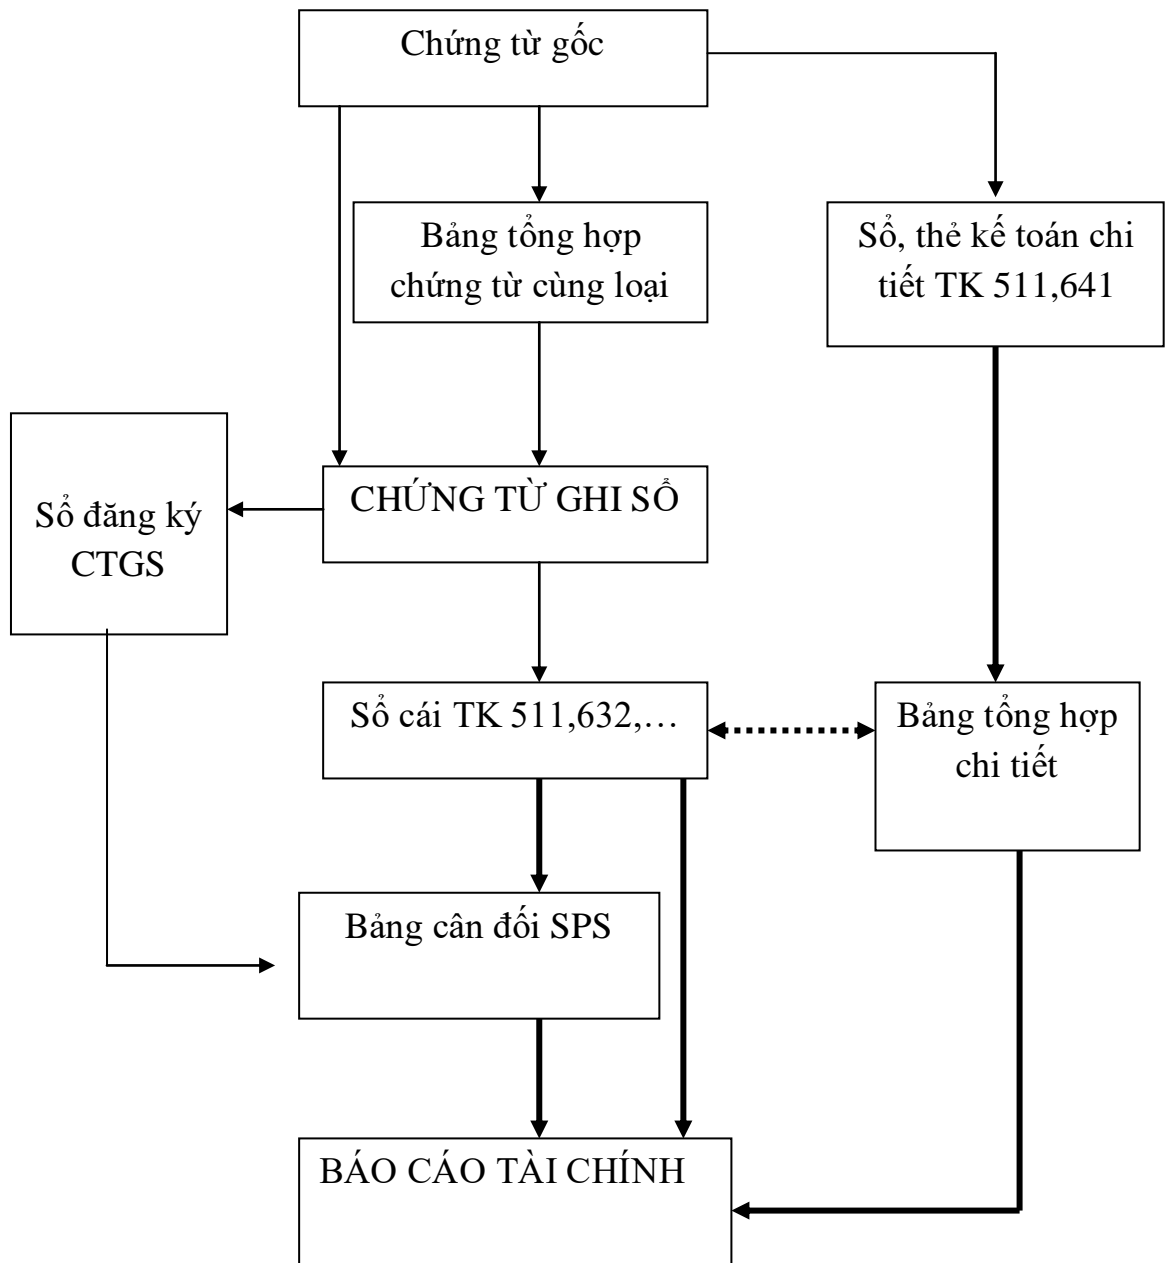 Chứng từ gốc
Bảng tổng hợp
chứng từ cùng loại
Sổ, thẻ kế toán chi
tiết TK 511,641
Sổ đăng ký
CTGS
CHỨNG TỪ GHI SỔ
Sổ cái TK 511,632,…
Bảng tổng hợp
chi tiết
Bảng cân đối SPS
BÁO CÁO TÀI CHÍNH